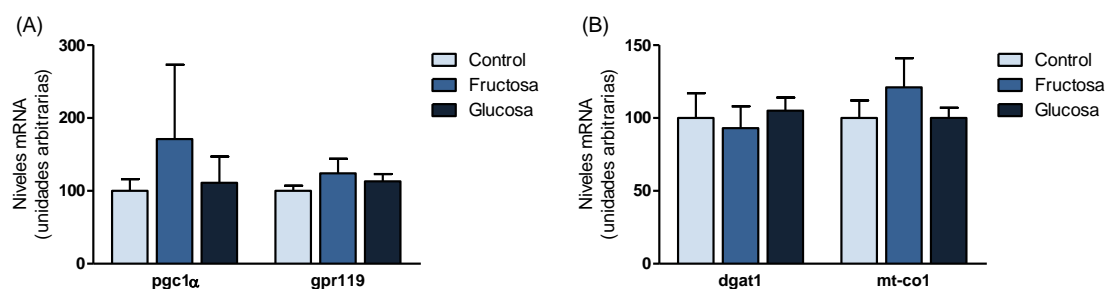 (A)
Niveles mRNA
(unidades arbitrarias)
300
200
100
0
pgc1α
gpr119
Control
Fructosa
Glucosa
(B)
Niveles mRNA
(unidades arbitrarias)
150
100
50
0
dgat1
mt-co1
Control
Fructosa
Glucosa